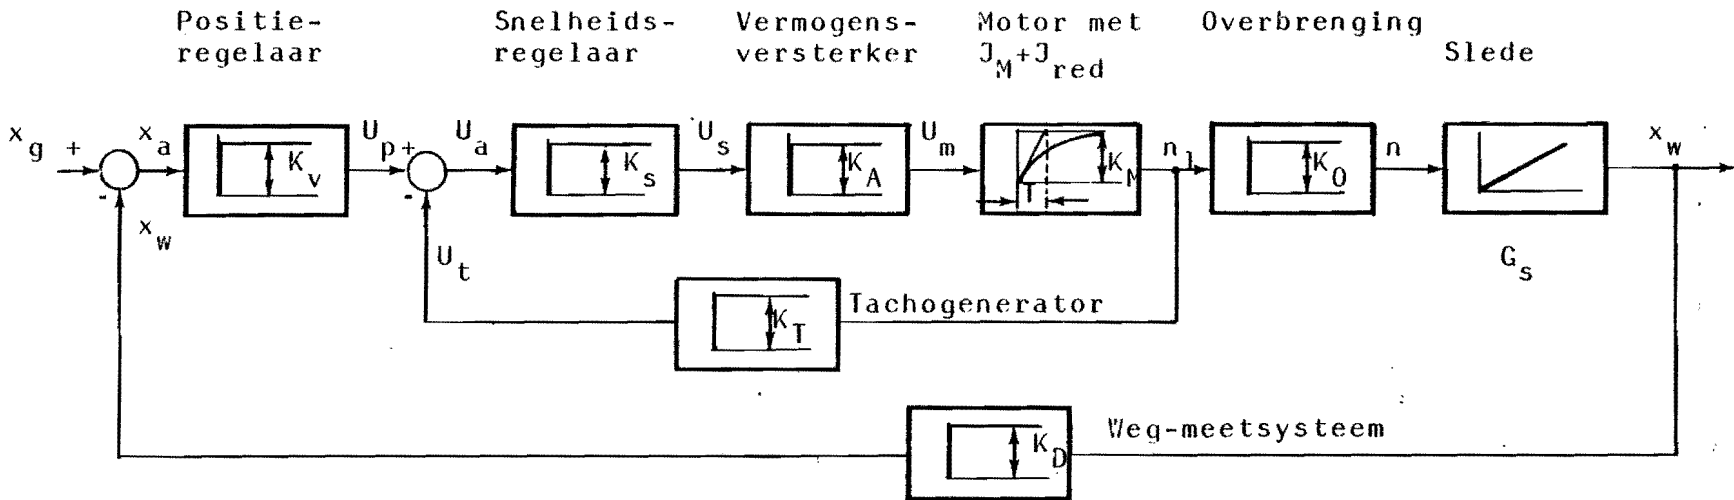 Positie-
regelaar
Snelheids-
regelaar
Vermogens-
versterker
Motor met
J_M+J_red
Overbrenging
Slede
x_g +
-
x_a
K_v
U_p +
-
U_a
K_s
U_s
K_A
U_m
K_M
T
n_1
K_O
n
x_w
x_w
U_t
G_s
K_T
Tachogenerator
K_D
Weg-meetsysteem